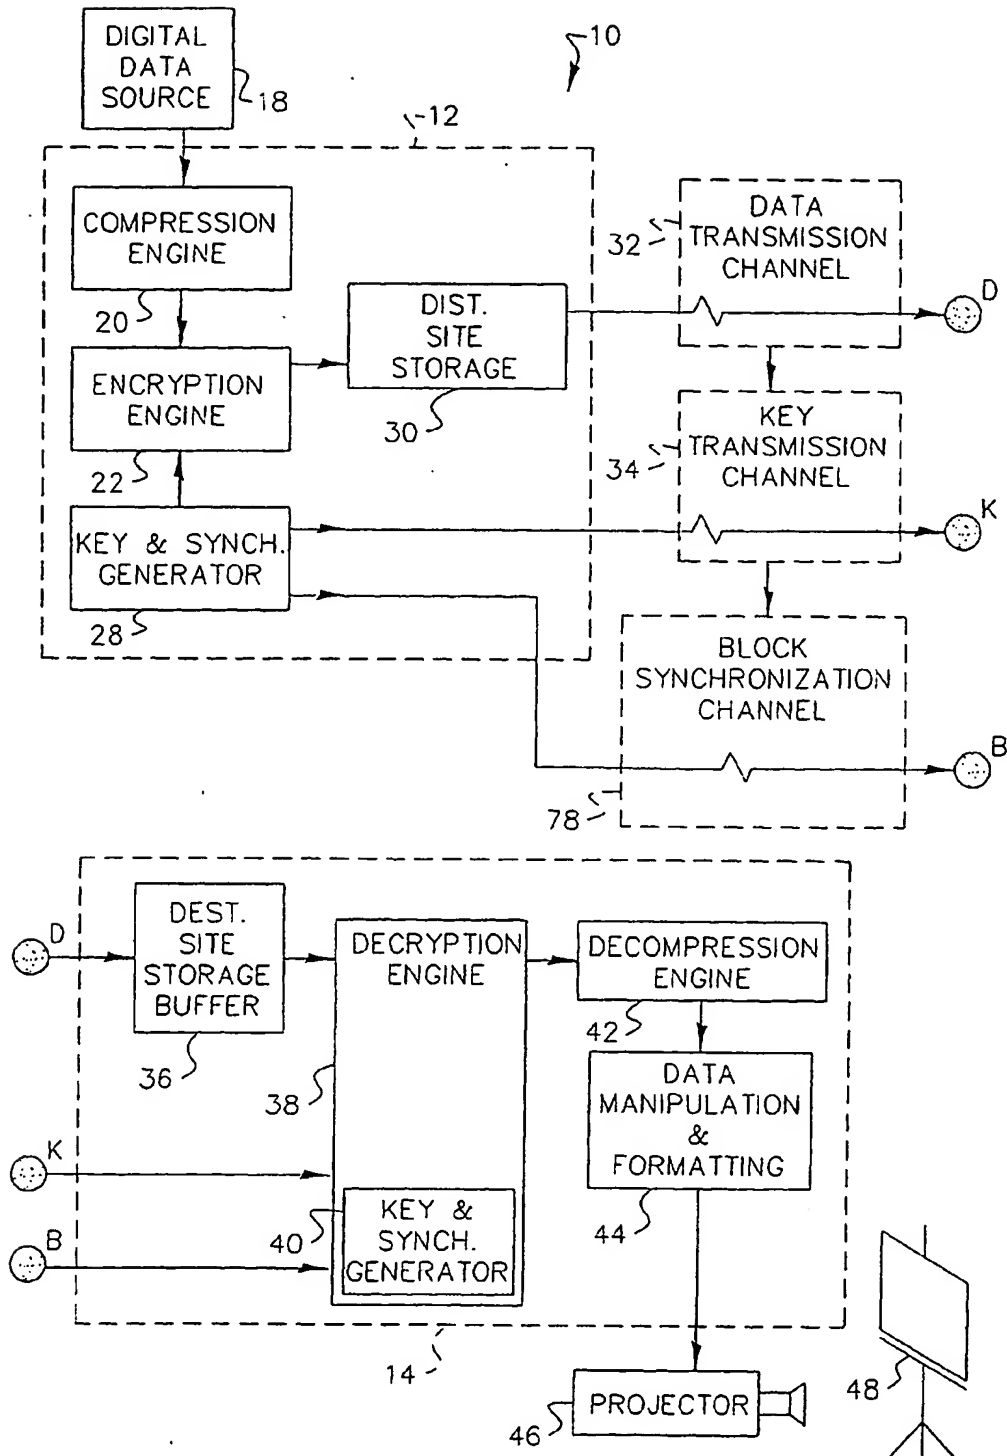 DIGITAL
DATA
SOURCE
18
10
12
COMPRESSION
ENGINE
20
ENCRYPTION
ENGINE
22
KEY & SYNCH.
GENERATOR
28
DIST.
SITE
STORAGE
30
DATA
TRANSMISSION
CHANNEL
32
D
KEY
TRANSMISSION
CHANNEL
34
K
BLOCK
SYNCHRONIZATION
CHANNEL
78
B
D
DEST.
SITE
STORAGE
BUFFER
36
DECRYPTION
ENGINE
38
K
B
KEY &
SYNCH.
GENERATOR
40
DECOMPRESSION
ENGINE
42
DATA
MANIPULATION
&
FORMATTING
44
14
PROJECTOR
46
48